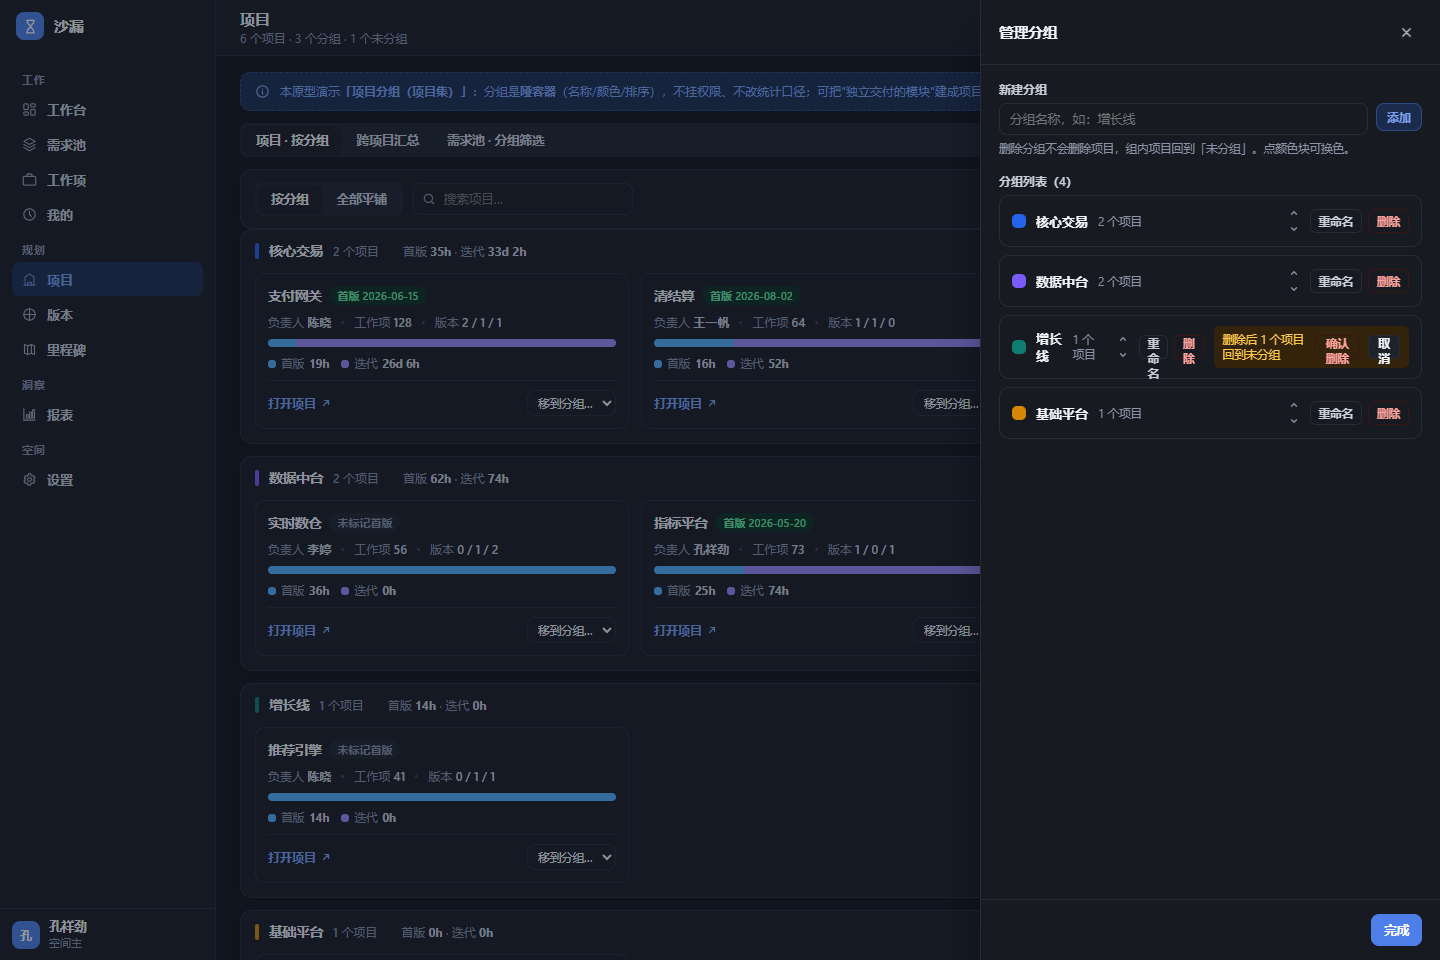 沙漏
工作
工作台
需求池
工作项
我的
规划
项目
版本
里程碑
洞察
报表
空间
设置
孔
孔祥劲
空间主
项目
6 个项目 · 3 个分组 · 1 个未分组
本原型演示「项目分组（项目集）」：分组是哑容器（名称/颜色/排序），不挂权限、不改统计口径；可把"独立交付的模块"建成项目
项目 · 按分组 跨项目汇总 需求池 · 分组筛选
按分组 全部平铺 搜索项目...
核心交易 2 个项目 首版 35h · 迭代 33d 2h
支付网关 首版 2026-06-15
负责人 陈晓 · 工作项 128 · 版本 2 / 1 / 1
首版 19h 迭代 26d 6h
打开项目 ↗ 移到分组...
清结算 首版 2026-08-02
负责人 王一帆 · 工作项 64 · 版本 1 / 1 / 0
首版 16h 迭代 52h
打开项目 ↗ 移到分组...
数据中台 2 个项目 首版 62h · 迭代 74h
实时数仓 未标记首版
负责人 李婷 · 工作项 56 · 版本 0 / 1 / 2
首版 36h 迭代 0h
打开项目 ↗ 移到分组...
指标平台 首版 2026-05-20
负责人 孔祥劲 · 工作项 73 · 版本 1 / 0 / 1
首版 25h 迭代 74h
打开项目 ↗ 移到分组...
增长线 1 个项目 首版 14h · 迭代 0h
推荐引擎 未标记首版
负责人 陈晓 · 工作项 41 · 版本 0 / 1 / 1
首版 14h 迭代 0h
打开项目 ↗ 移到分组...
基础平台 1 个项目 首版 0h · 迭代 0h
管理分组 ×
新建分组
分组名称，如：增长线 添加
删除分组不会删除项目，组内项目回到「未分组」。点颜色块可换色。
分组列表（4）
核心交易 2 个项目 重命名 删除
数据中台 2 个项目 重命名 删除
增长
线
1 个
项目
重
命
名
删
除
删除后 1 个项目
回到未分组
确认
删除
取
消
基础平台 1 个项目 重命名 删除
完成